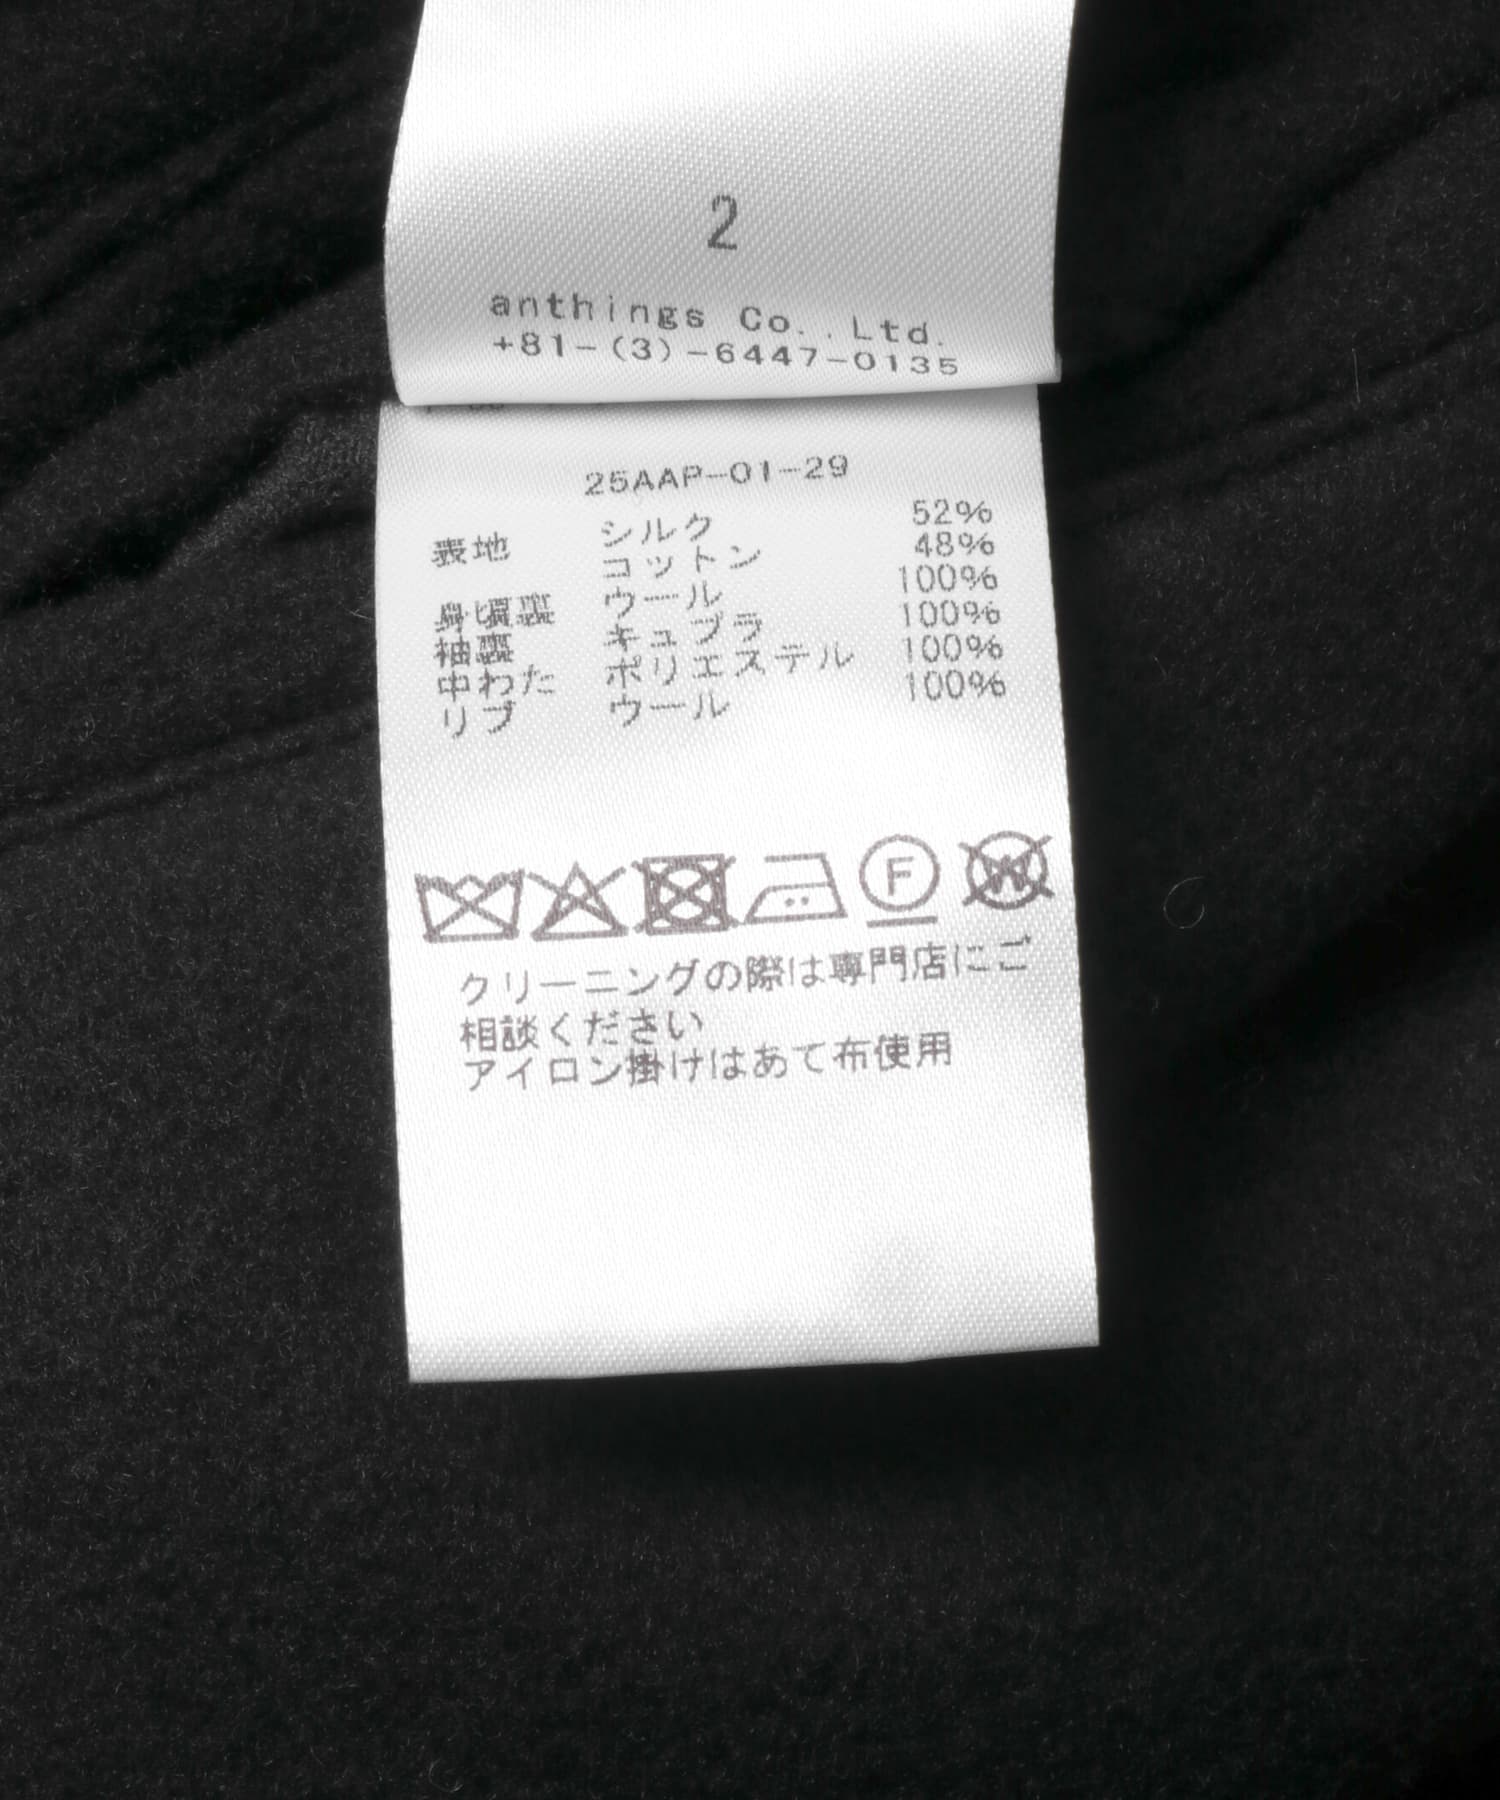 2
anthings Co.,Ltd.
+81-(3)-6447-0135
25AAP-01-29
表地 シルク 52%
コットン 48%
身頃裏 ウール 100%
袖裏 キュプラ 100%
中わた ポリエステル 100%
リブ ウール 100%
F
W
クリーニングの際は専門店にご
相談ください
アイロン掛けはあて布使用